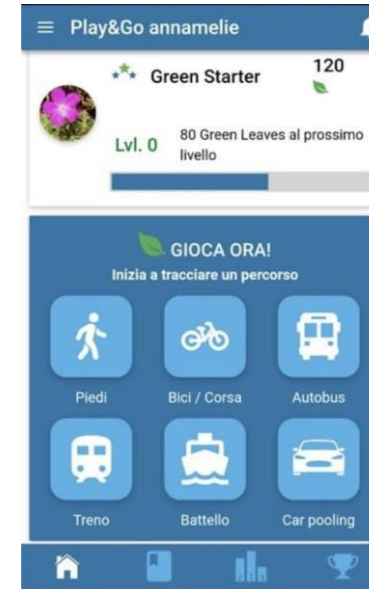 Play&Go annamelie
Green Starter
120
Lvl. 0
80 Green Leaves al prossimo
livello
GIOCA ORA!
Inizia a tracciare un percorso
Piedi
Bici / Corsa
Autobus
Treno
Battello
Car pooling